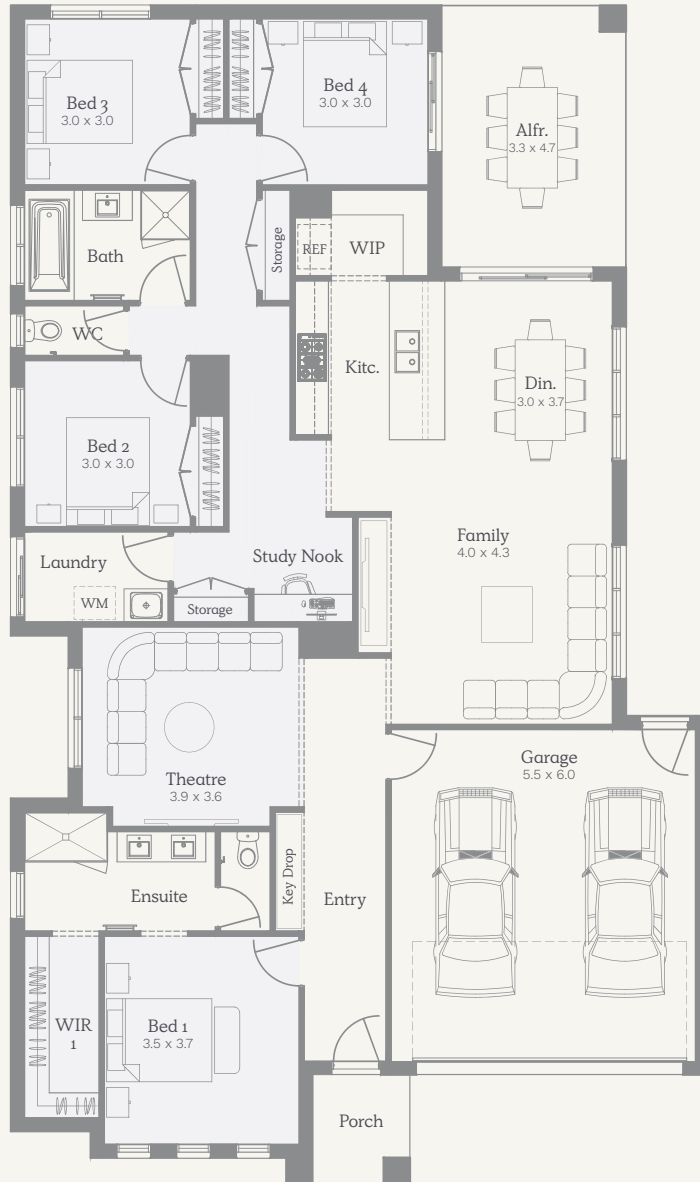 Bed 3
3.0 x 3.0
Bed 4
3.0 x 3.0
Alfr.
3.3 x 4.7
Bath
Storage
REF
WIP
WC
Kitc.
Din.
3.0 x 3.7
Bed 2
3.0 x 3.0
Family
4.0 x 4.3
Laundry
Study Nook
WM
Storage
Theatre
3.9 x 3.6
Garage
5.5 x 6.0
Key Drop
Ensuite
Entry
WIR
1
Bed 1
3.5 x 3.7
Porch